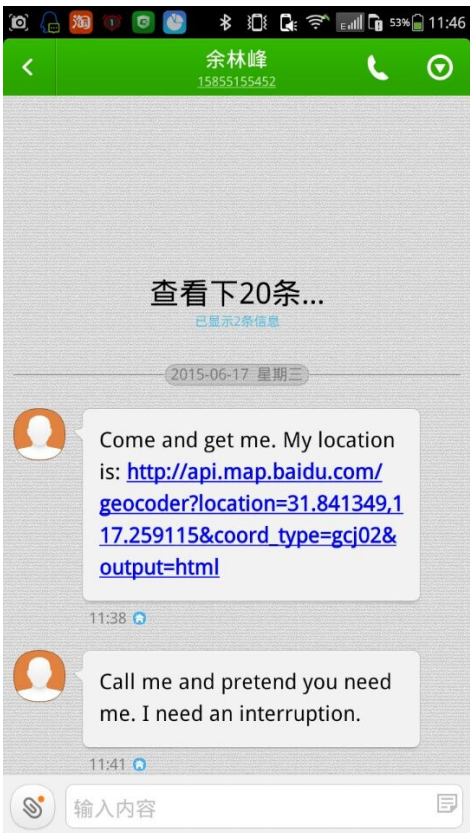 淘
53% 11:46
余林峰
15855155452
查看下20条...
已显示2条信息
2015-06-17 星期三
Come and get me. My location
is: http://api.map.baidu.com/
geocoder?location=31.841349,1
17.259115&coord_type=gcj02&
output=html
11:38
Call me and pretend you need
me. I need an interruption.
11:41
输入内容